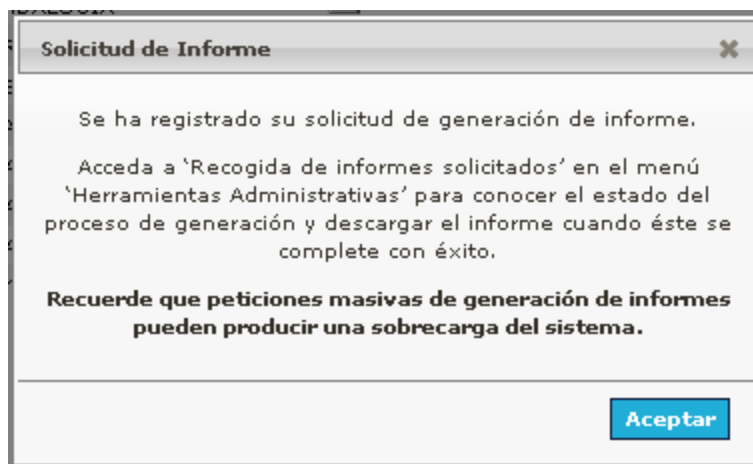 Solicitud de Informe
Se ha registrado su solicitud de generación de informe.
Acceda a 'Recogida de informes solicitados' en el menú
'Herramientas Administrativas' para conocer el estado del
proceso de generación y descargar el informe cuando éste se
complete con éxito.
Recuerde que peticiones masivas de generación de informes
pueden producir una sobrecarga del sistema.
Aceptar